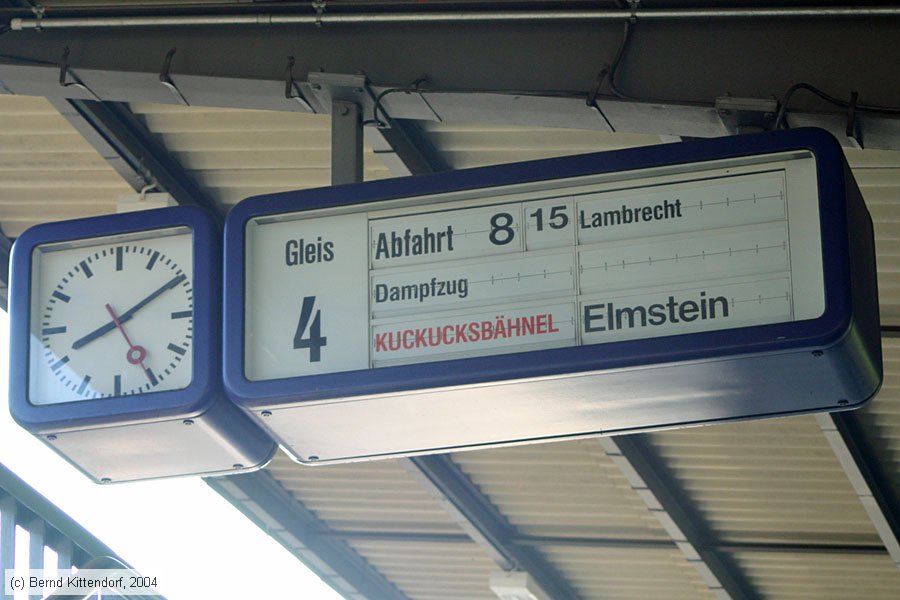 Gleis
4
Abfahrt 8 15 Lambrecht
Dampfzug
KUCKUCKSBÄHNEL Elmstein
(c) Bernd Kittendorf, 2004